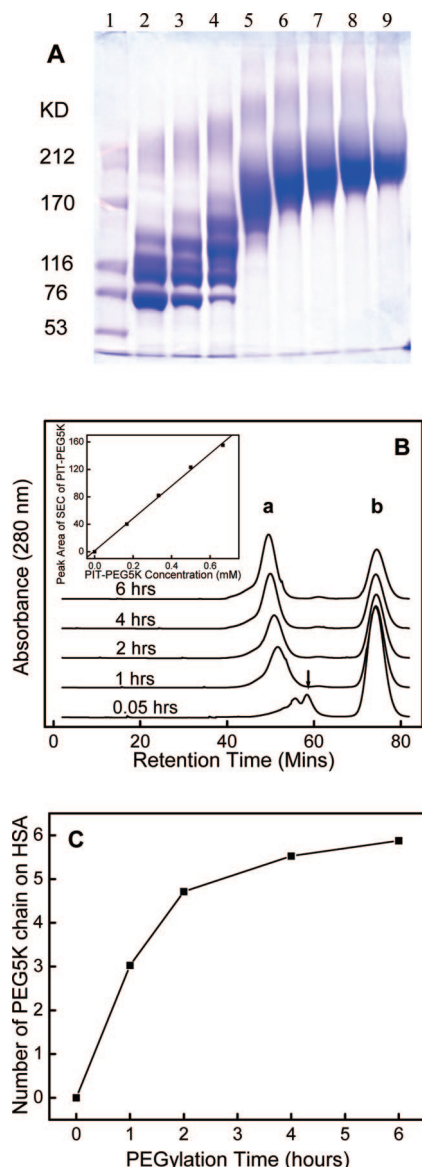 1 2 3 4 5 6 7 8 9
A
KD
212
170
116
76
53
B
Peak Area of SEC of PIT-PEG5K
160
120
80
40
0
0.0 0.2 0.4 0.6
PIT-PEG5K Concentration (mM)
a b
6 hrs
4 hrs
2 hrs
1 hrs
0.05 hrs
Absorbance (280 nm)
0 20 40 60 80
Retention Time (Mins)
C
Number of PEG5K chain on HSA
6
5
4
3
2
1
0
0 1 2 3 4 5 6
PEGylation Time (hours)